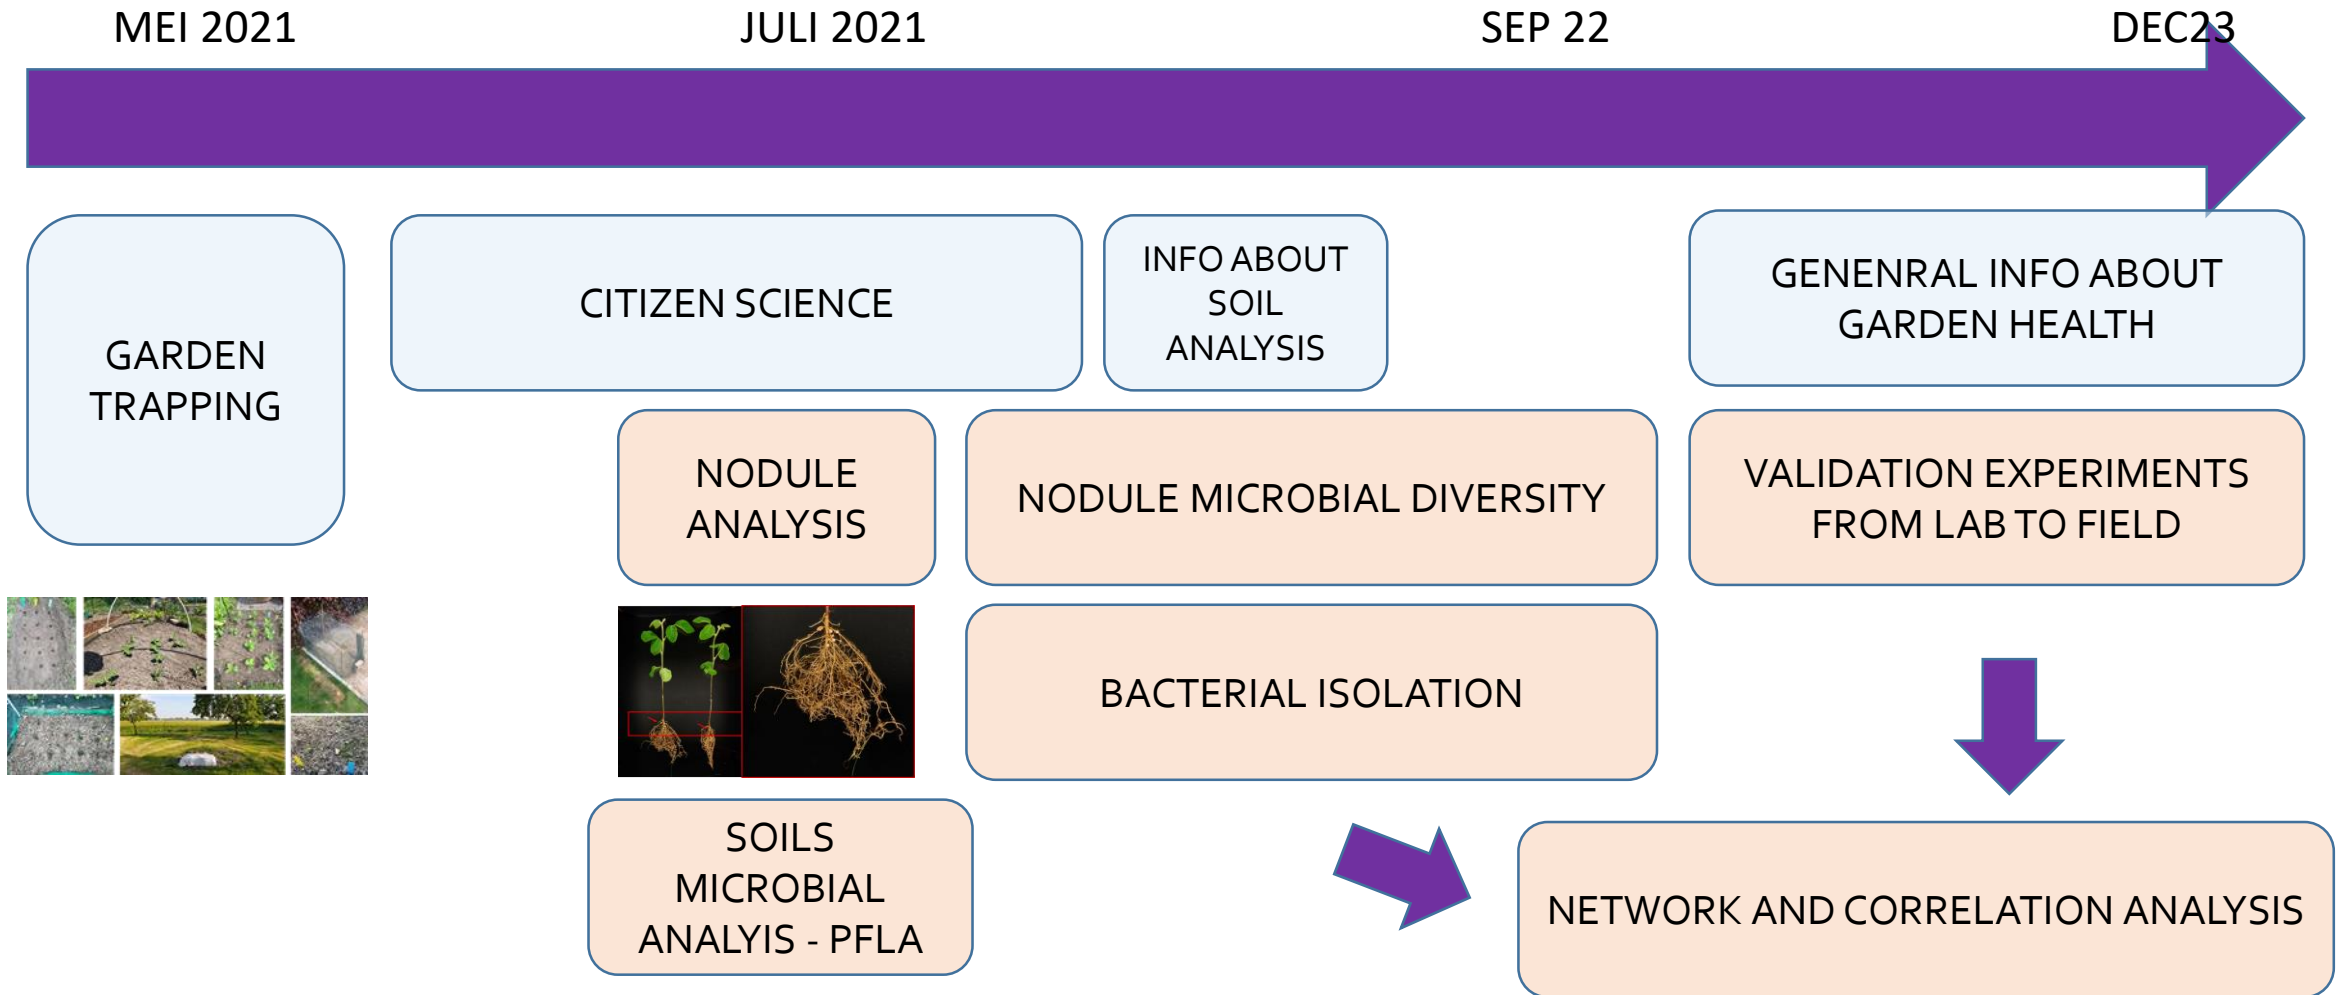 MEI 2021
JULI 2021
SEP 22
DEC23
GARDEN
TRAPPING
CITIZEN SCIENCE
INFO ABOUT
SOIL
ANALYSIS
GENENRAL INFO ABOUT
GARDEN HEALTH
NODULE
ANALYSIS
NODULE MICROBIAL DIVERSITY
VALIDATION EXPERIMENTS
FROM LAB TO FIELD
BACTERIAL ISOLATION
SOILS
MICROBIAL
ANALYIS - PFLA
NETWORK AND CORRELATION ANALYSIS